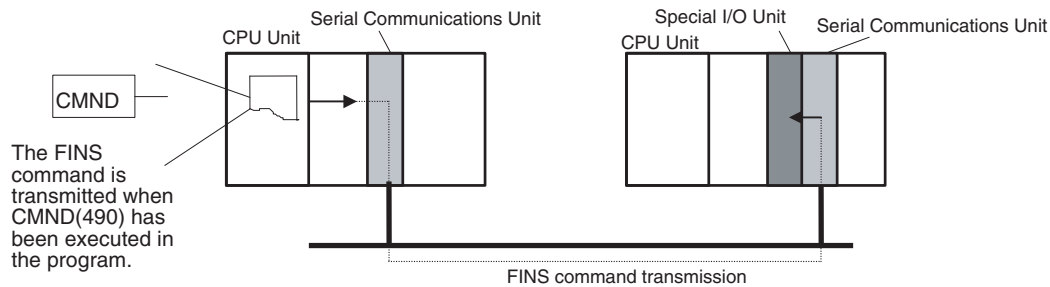 Serial Communications Unit
Special I/O Unit
Serial Communications Unit
CPU Unit
CPU Unit
CMND
The FINS
command is
transmitted when
CMND(490) has
been executed in
the program.
FINS command transmission